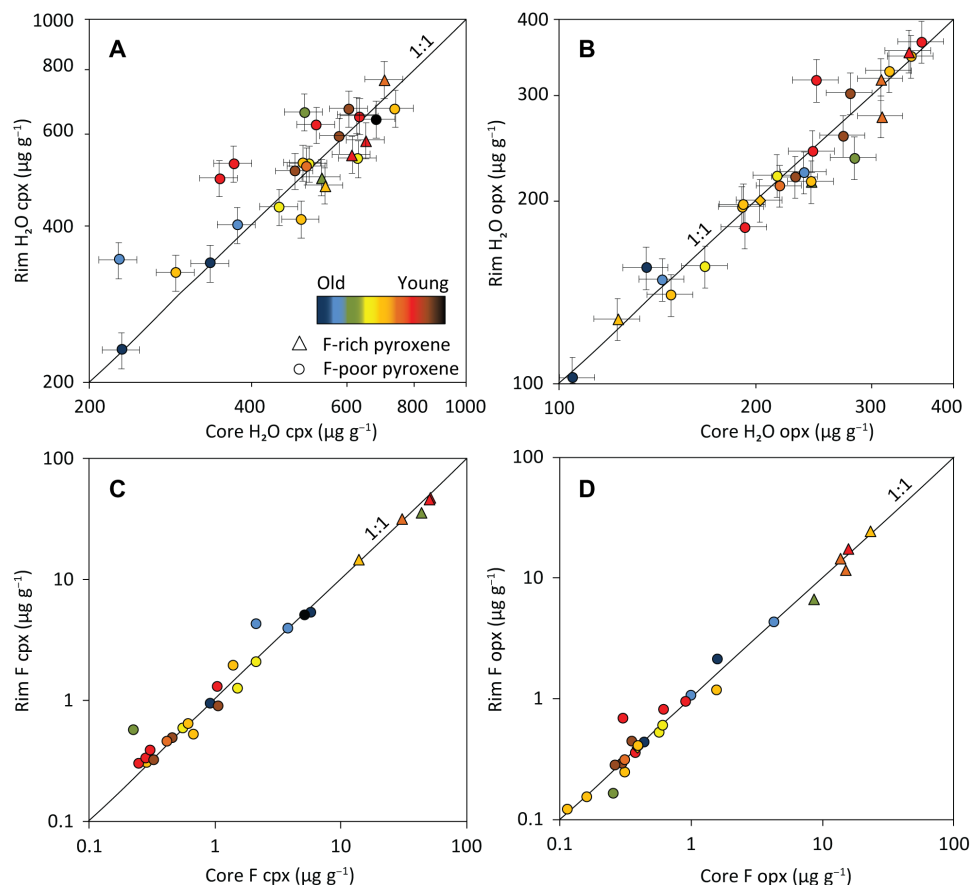 A
1:1
Rim H₂O cpx (µg g⁻¹)
1000
800
600
400
200
Old Young
F-rich pyroxene
F-poor pyroxene
200 400 600 800 1000
Core H₂O cpx (µg g⁻¹)
B
1:1
Rim H₂O opx (µg g⁻¹)
400
300
200
100
100 200 300 400
Core H₂O opx (µg g⁻¹)
C
1:1
Rim F cpx (µg g⁻¹)
100
10
1
0.1
0.1 1 10 100
Core F cpx (µg g⁻¹)
D
1:1
Rim F opx (µg g⁻¹)
100
10
1
0.1
0.1 1 10 100
Core F opx (µg g⁻¹)